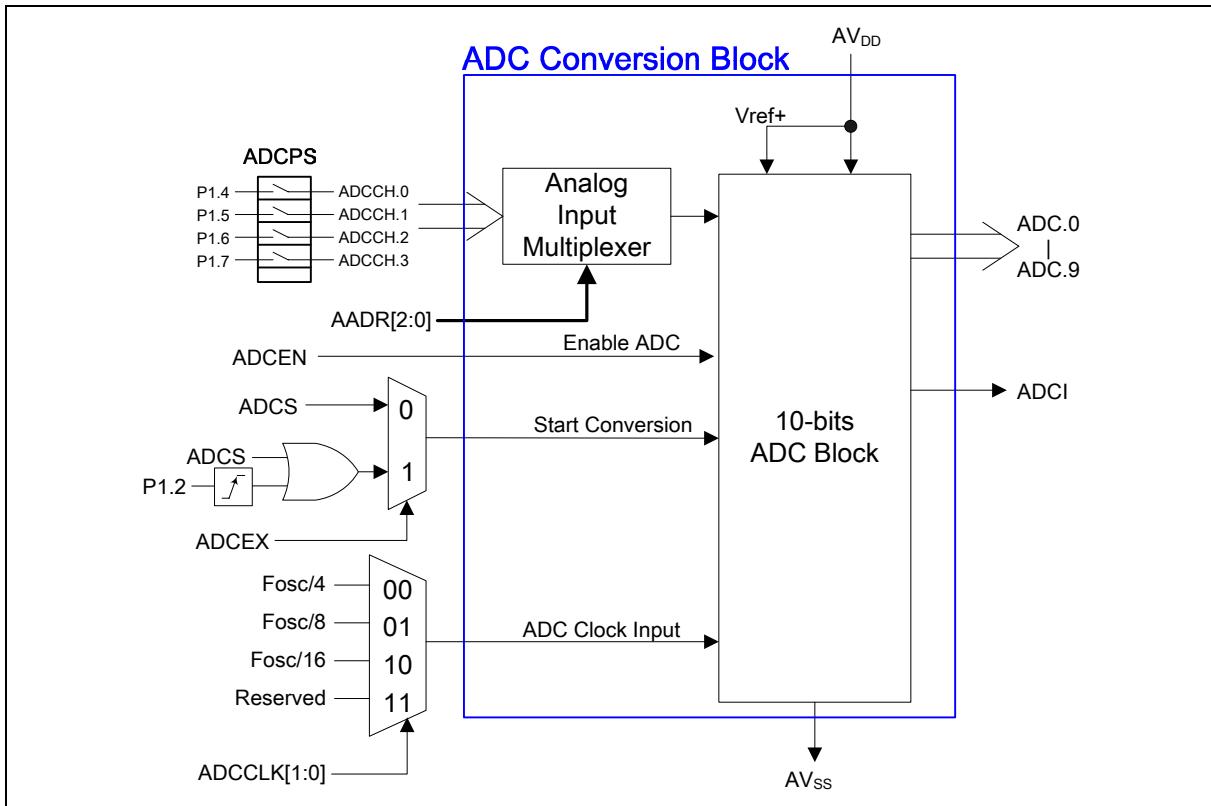 AVDD
ADC Conversion Block
Vref+
ADCPS
P1.4 ADCCH.0
P1.5 ADCCH.1
P1.6 ADCCH.2
P1.7 ADCCH.3
Analog
Input
Multiplexer
ADC.0
ADC.9
AADR[2:0]
ADCEN
Enable ADC
ADCS
0
Start Conversion
ADCS
P1.2
1
ADCEX
10-bits
ADC Block
ADCI
Fosc/4
00
Fosc/8
01
Fosc/16
10
Reserved
11
ADC Clock Input
ADCCLK[1:0]
AVSS